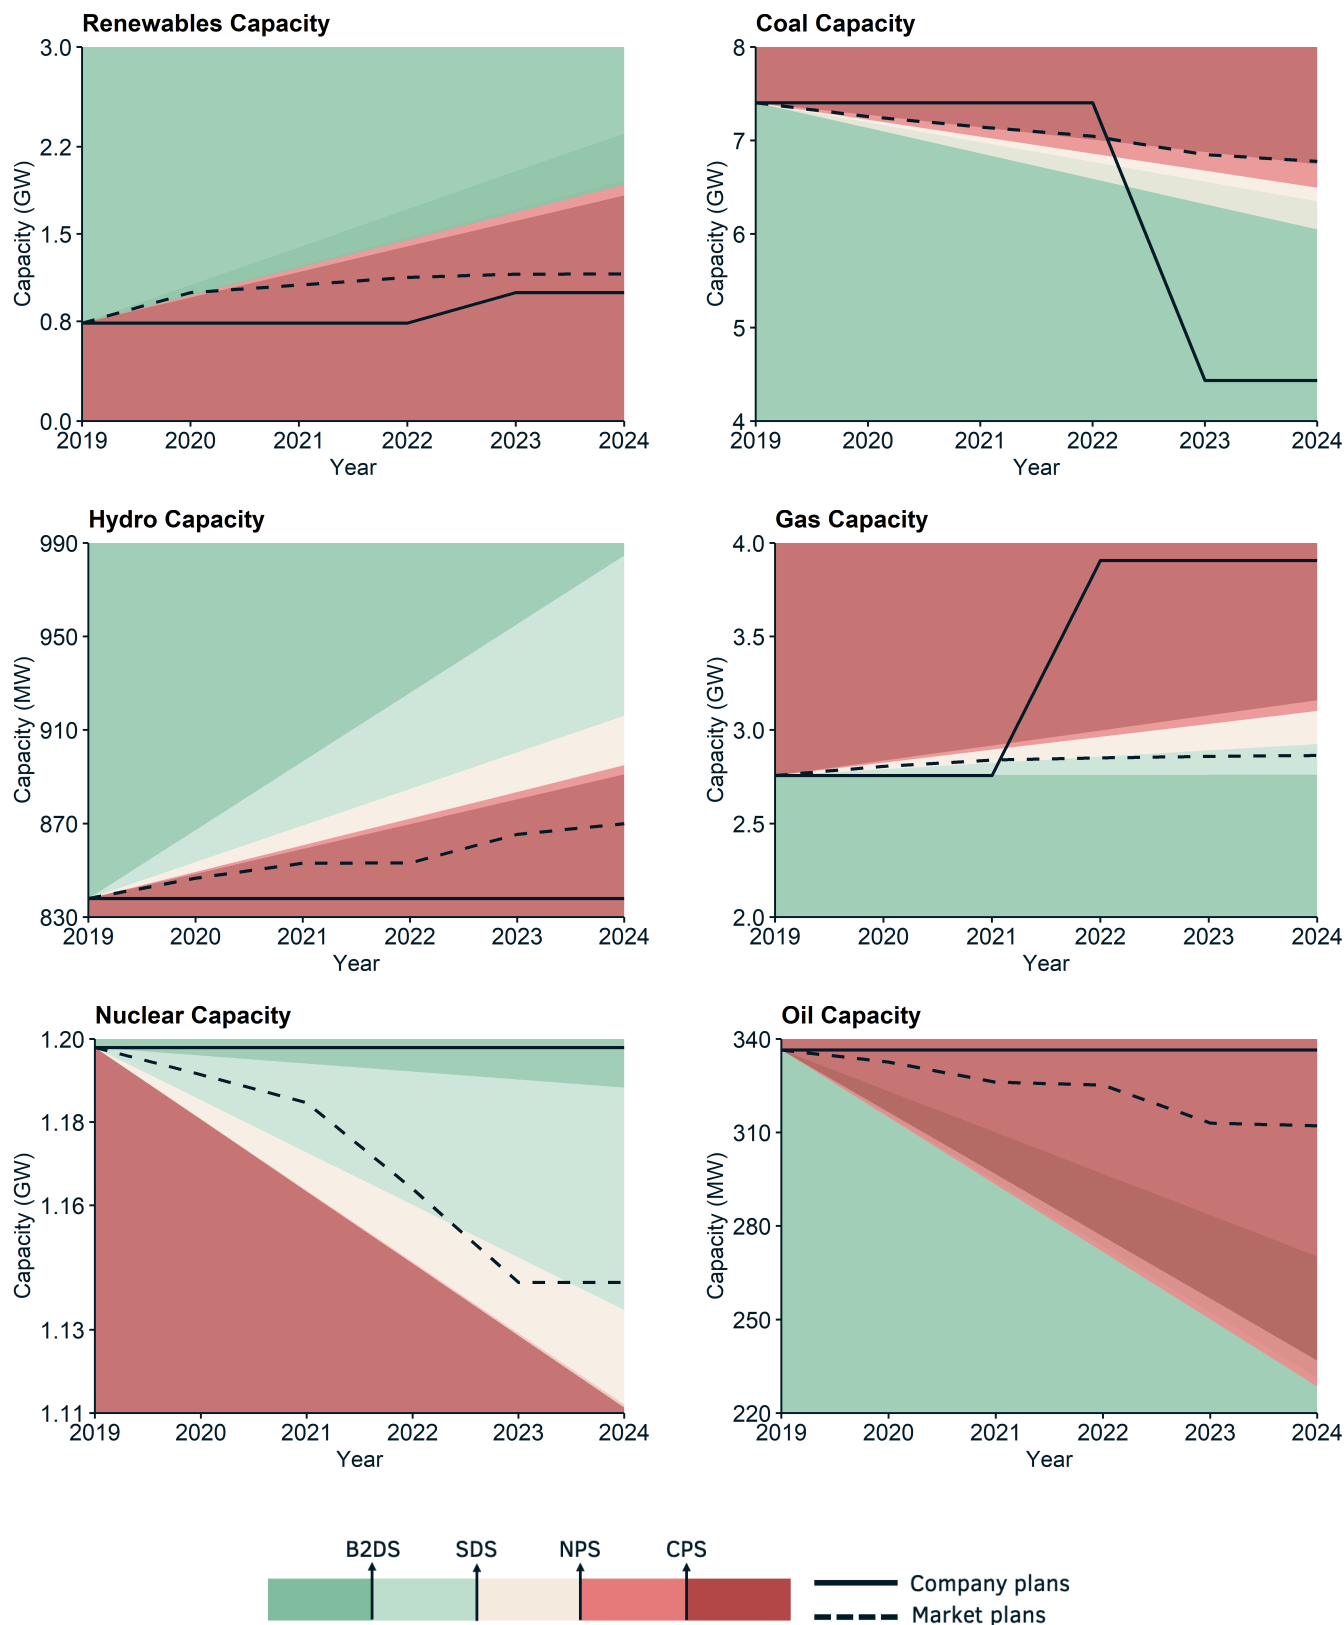 Renewables Capacity
3.0
2.2
1.5
0.8
0.0
Capacity (GW)
2019 2020 2021 2022 2023 2024
Year
Coal Capacity
8
7
6
5
4
Capacity (GW)
2019 2020 2021 2022 2023 2024
Year
Hydro Capacity
990
950
910
870
830
Capacity (MW)
2019 2020 2021 2022 2023 2024
Year
Gas Capacity
4.0
3.5
3.0
2.5
2.0
Capacity (GW)
2019 2020 2021 2022 2023 2024
Year
Nuclear Capacity
1.20
1.18
1.16
1.13
1.11
Capacity (GW)
2019 2020 2021 2022 2023 2024
Year
Oil Capacity
340
310
280
250
220
Capacity (MW)
2019 2020 2021 2022 2023 2024
Year
B2DS SDS NPS CPS
Company plans
Market plans